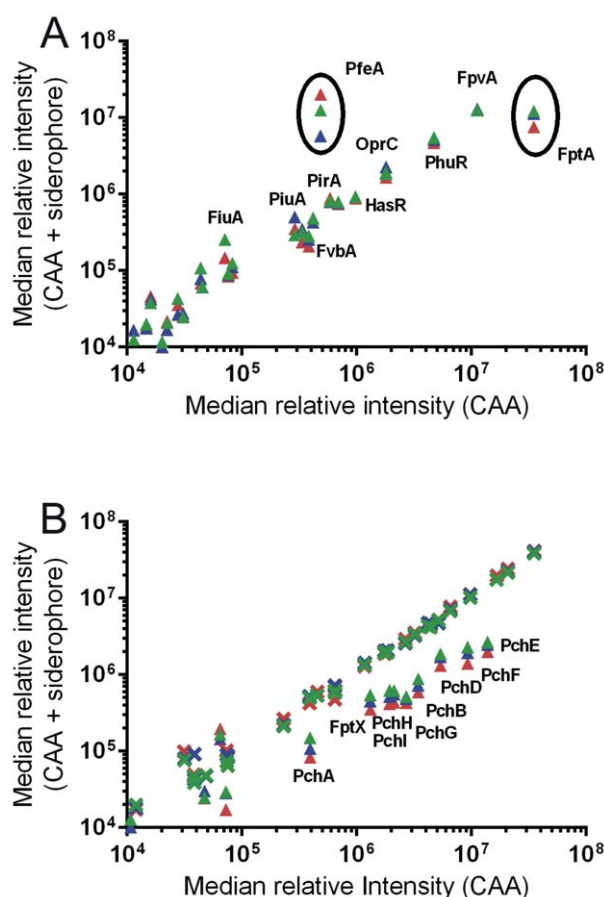 A
Median relative intensity
(CAA + siderophore)
10⁸
10⁷
10⁶
10⁵
10⁴
PfeA
FpvA
FptA
OprC
PhuR
PirA
PiuA
HasR
FiuA
FvbA
10⁴ 10⁵ 10⁶ 10⁷ 10⁸
Median relative intensity (CAA)
B
Median relative intensity
(CAA + siderophore)
10⁸
10⁷
10⁶
10⁵
10⁴
PchE
PchF
PchD
PchB
FptX PchH
PchG
PchI
PchA
10⁴ 10⁵ 10⁶ 10⁷ 10⁸
Median relative Intensity (CAA)